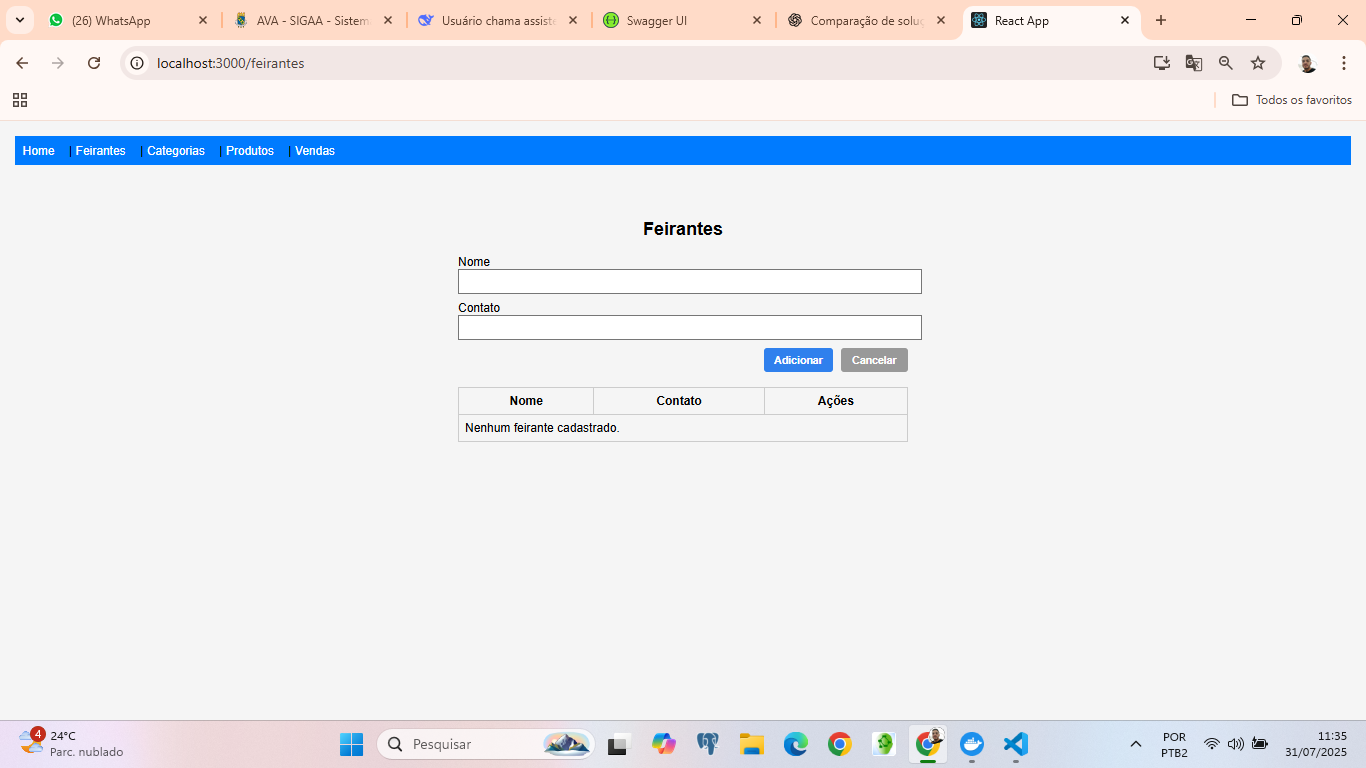 (26) WhatsApp
AVA - SIGAA - Sistem
Usuário chama assiste
Swagger UI
Comparação de soluç
React App
localhost:3000/feirantes
Todos os favoritos
Home | Feirantes | Categorias | Produtos | Vendas
Feirantes
Nome
Contato
Adicionar Cancelar
Nome Contato Ações
Nenhum feirante cadastrado.
4
24°C
Parc. nublado
Pesquisar
POR
PTB2
11:35
31/07/2025